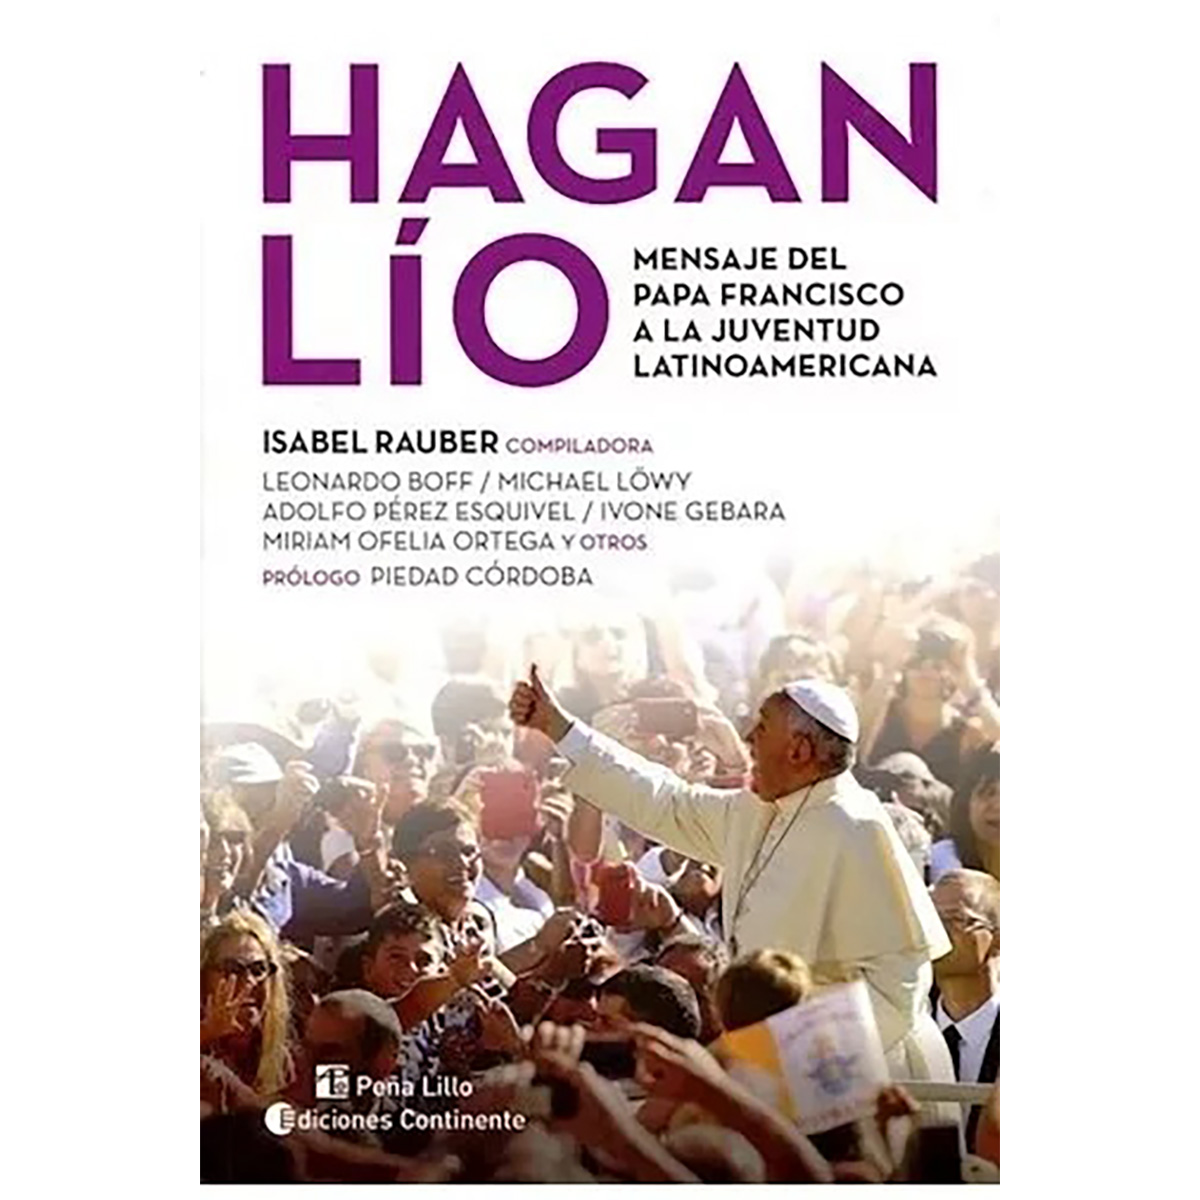 HAGAN
LÍO
MENSAJE DEL
PAPA FRANCISCO
A LA JUVENTUD
LATINOAMERICANA
ISABEL RAUBER COMPILADORA
LEONARDO BOFF / MICHAEL LÖWY
ADOLFO PÉREZ ESQUIVEL / IVONE GEBARA
MIRIAM OFELIA ORTEGA Y OTROS
PRÓLOGO PIEDAD CÓRDOBA
Peña Lillo
Ediciones Continente